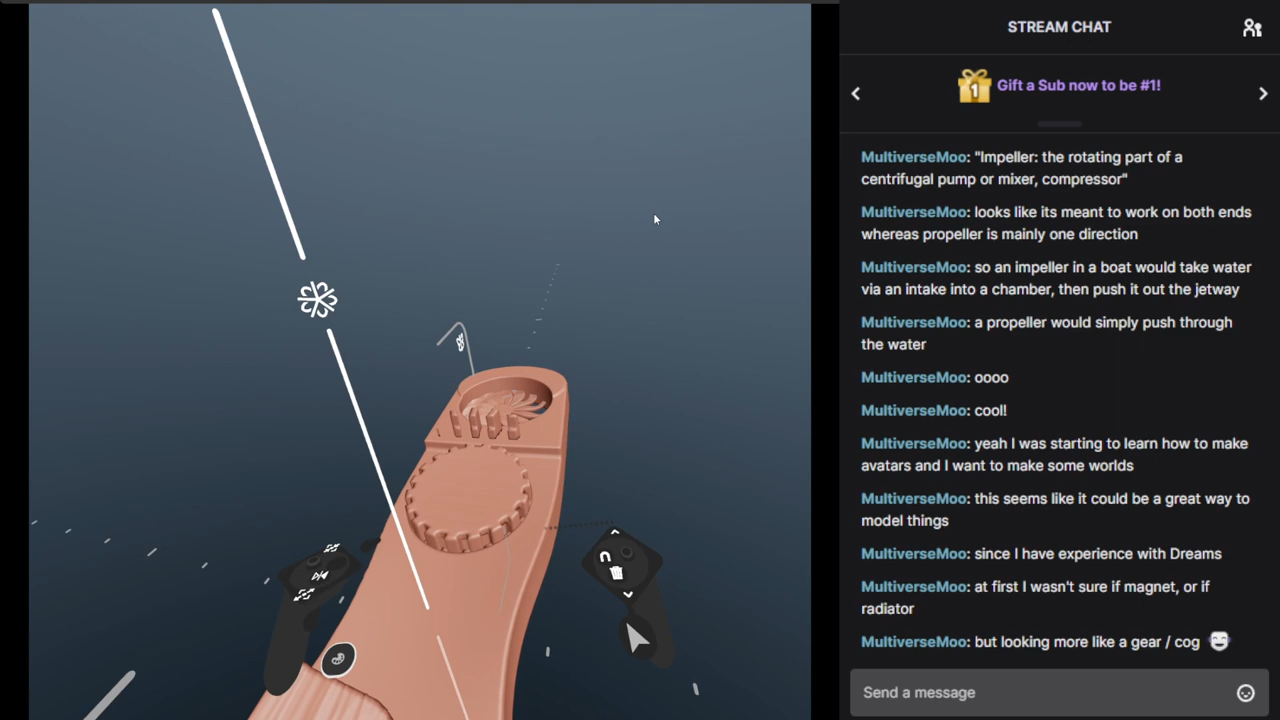 STREAM CHAT
1
Gift a Sub now to be #1!
MultiverseMoo: "Impeller: the rotating part of a
centrifugal pump or mixer, compressor"
MultiverseMoo: looks like its meant to work on both ends
whereas propeller is mainly one direction
MultiverseMoo: so an impeller in a boat would take water
via an intake into a chamber, then push it out the jetway
MultiverseMoo: a propeller would simply push through
the water
MultiverseMoo: oooo
MultiverseMoo: cool!
MultiverseMoo: yeah I was starting to learn how to make
avatars and I want to make some worlds
MultiverseMoo: this seems like it could be a great way to
model things
MultiverseMoo: since I have experience with Dreams
MultiverseMoo: at first I wasn't sure if magnet, or if
radiator
MultiverseMoo: but looking more like a gear / cog
Send a message